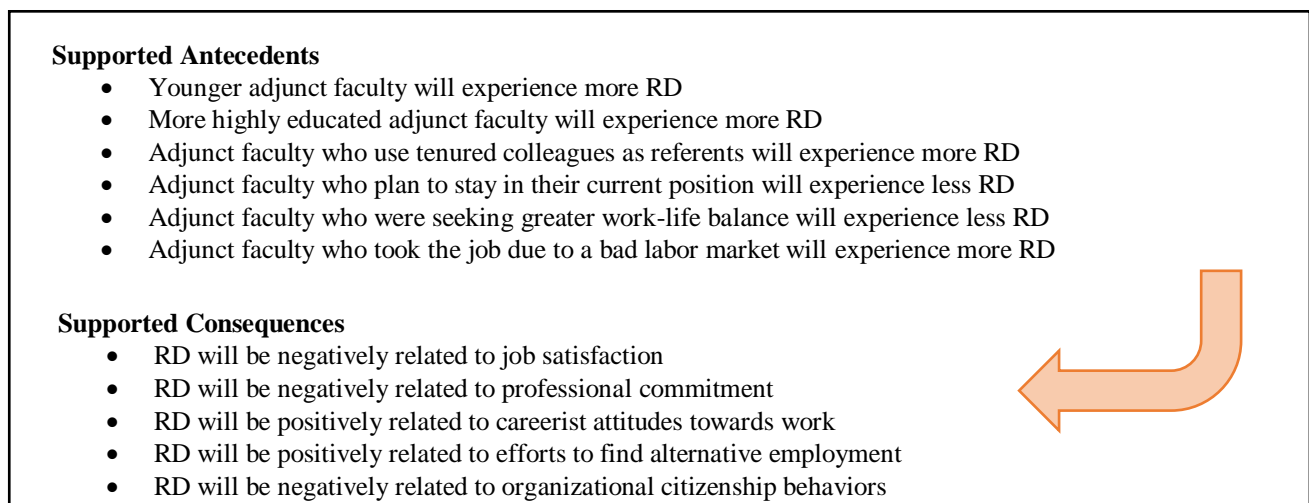 Supported Antecedents
• Younger adjunct faculty will experience more RD
• More highly educated adjunct faculty will experience more RD
• Adjunct faculty who use tenured colleagues as referents will experience more RD
• Adjunct faculty who plan to stay in their current position will experience less RD
• Adjunct faculty who were seeking greater work-life balance will experience less RD
• Adjunct faculty who took the job due to a bad labor market will experience more RD
Supported Consequences
• RD will be negatively related to job satisfaction
• RD will be negatively related to professional commitment
• RD will be positively related to careerist attitudes towards work
• RD will be positively related to efforts to find alternative employment
• RD will be negatively related to organizational citizenship behaviors